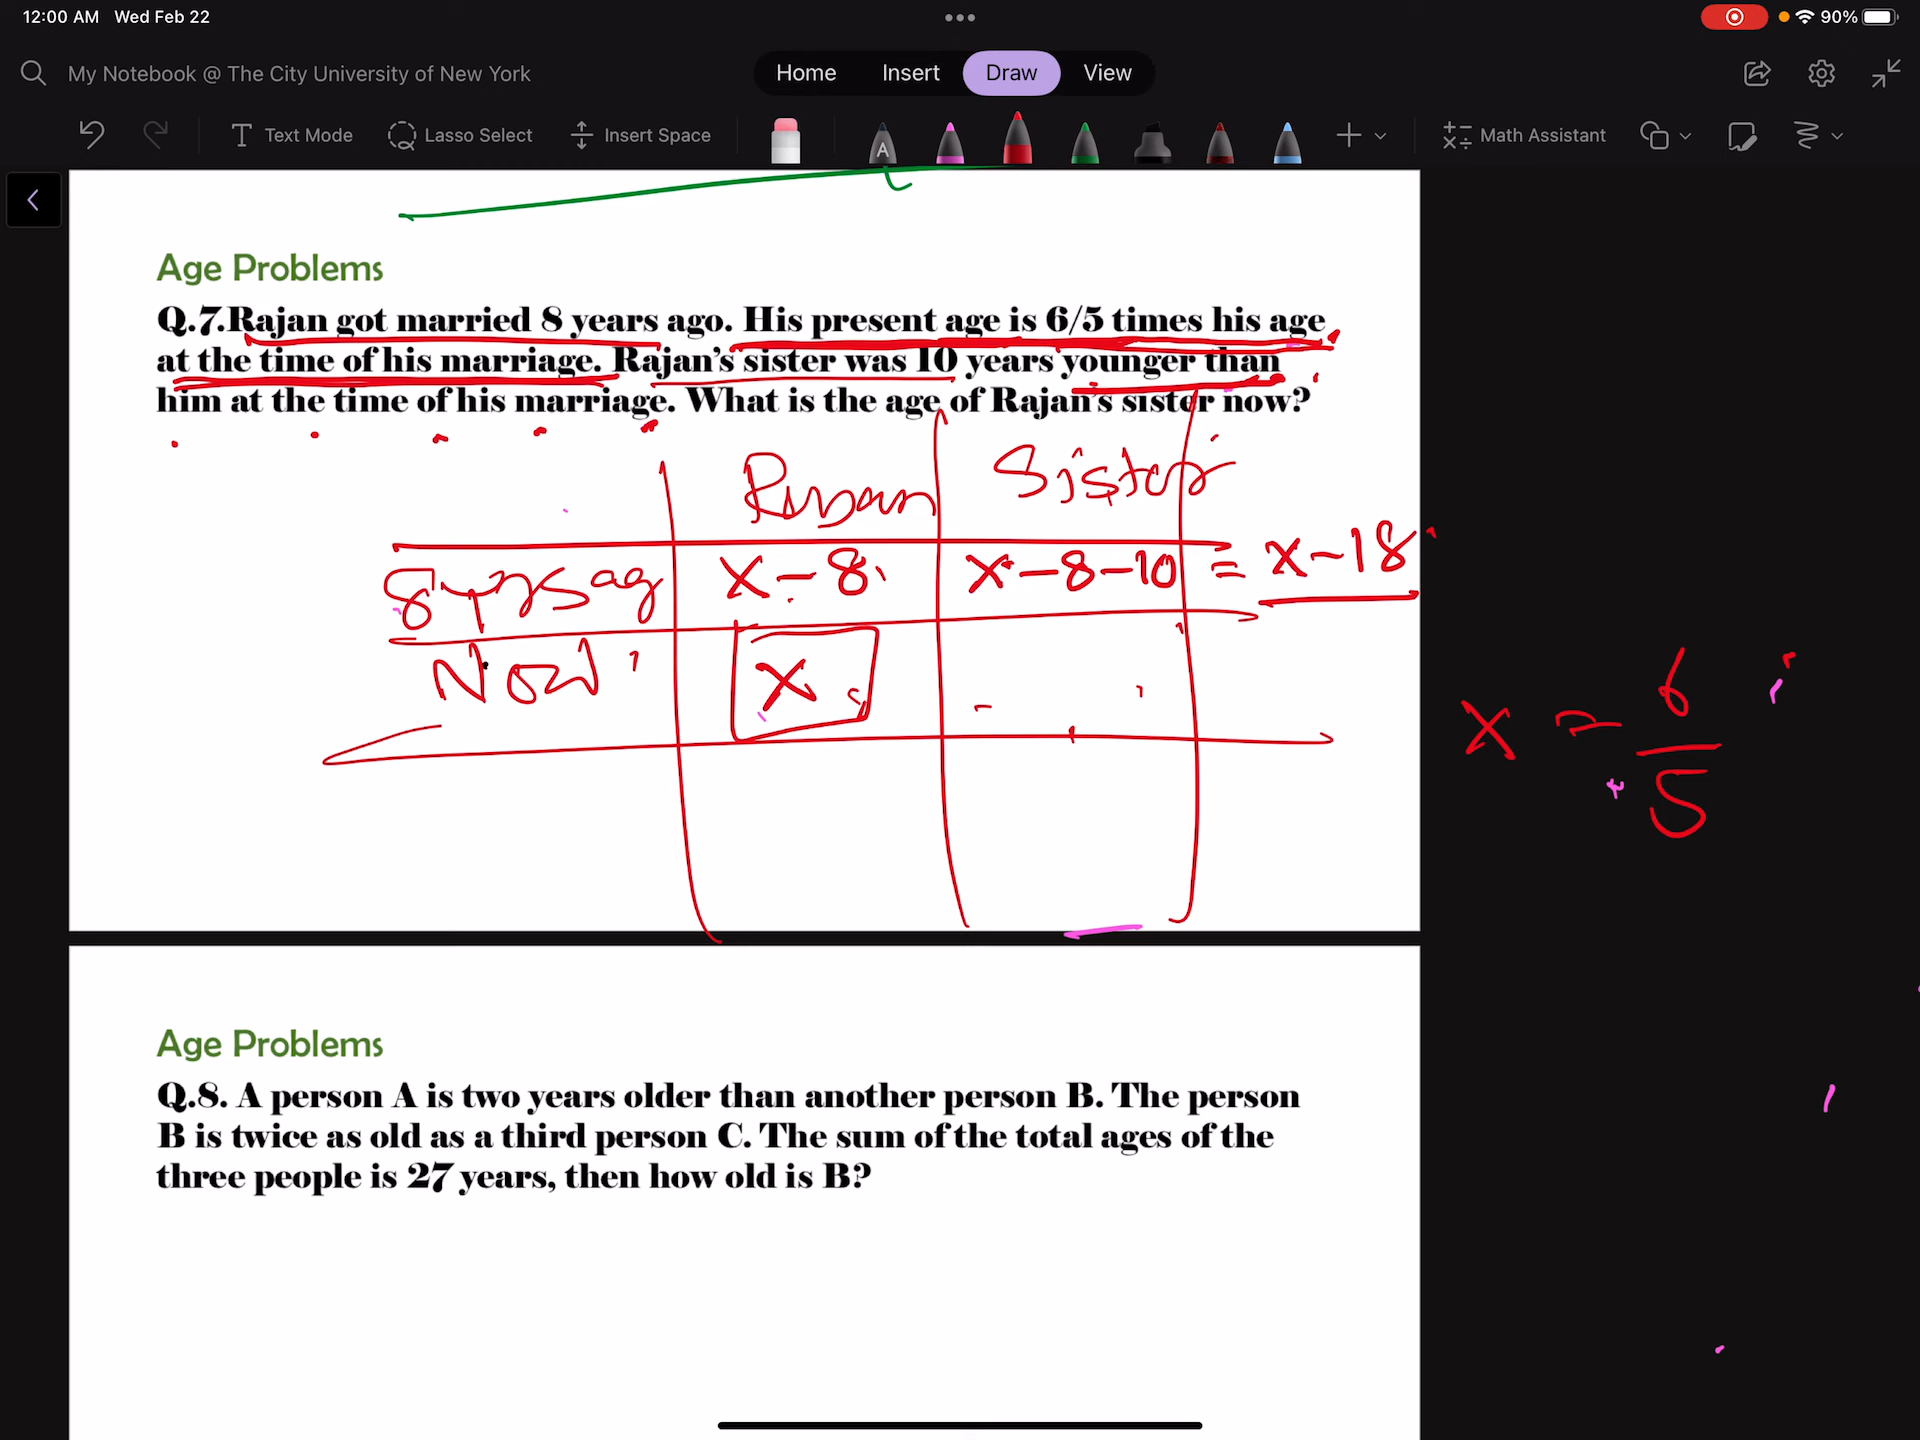 12:00 AM Wed Feb 22
90%
My Notebook @ The City University of New York
Home Insert Draw View
Text Mode Lasso Select Insert Space
A
Math Assistant
Age Problems
Q.7.Rajan got married 8 years ago. His present age is 6/5 times his age
at the time of his marriage. Rajan's sister was 10 years younger than
him at the time of his marriage. What is the age of Rajan's sister now?
Sister
x-8 x-8-10 = x-18
Now x
x = 6/5
Age Problems
Q.8. A person A is two years older than another person B. The person
B is twice as old as a third person C. The sum of the total ages of the
three people is 27 years, then how old is B?